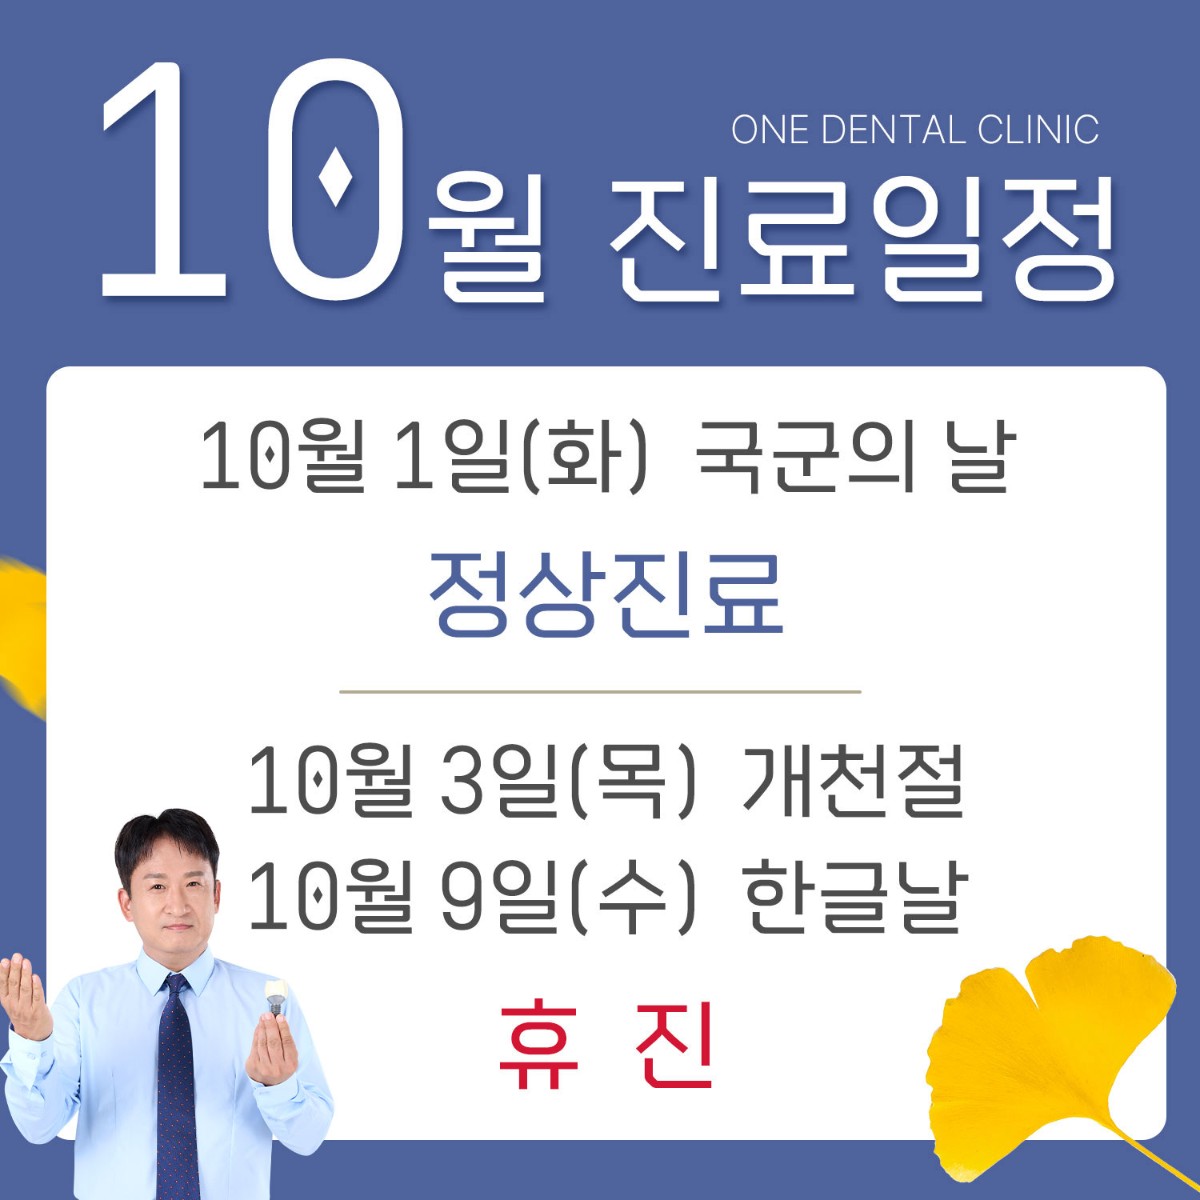 ONE DENTAL CLINIC
10월 진료일정
10월 1일(화) 국군의 날
정상진료
10월 3일(목) 개천절
10월 9일(수) 한글날
휴 진